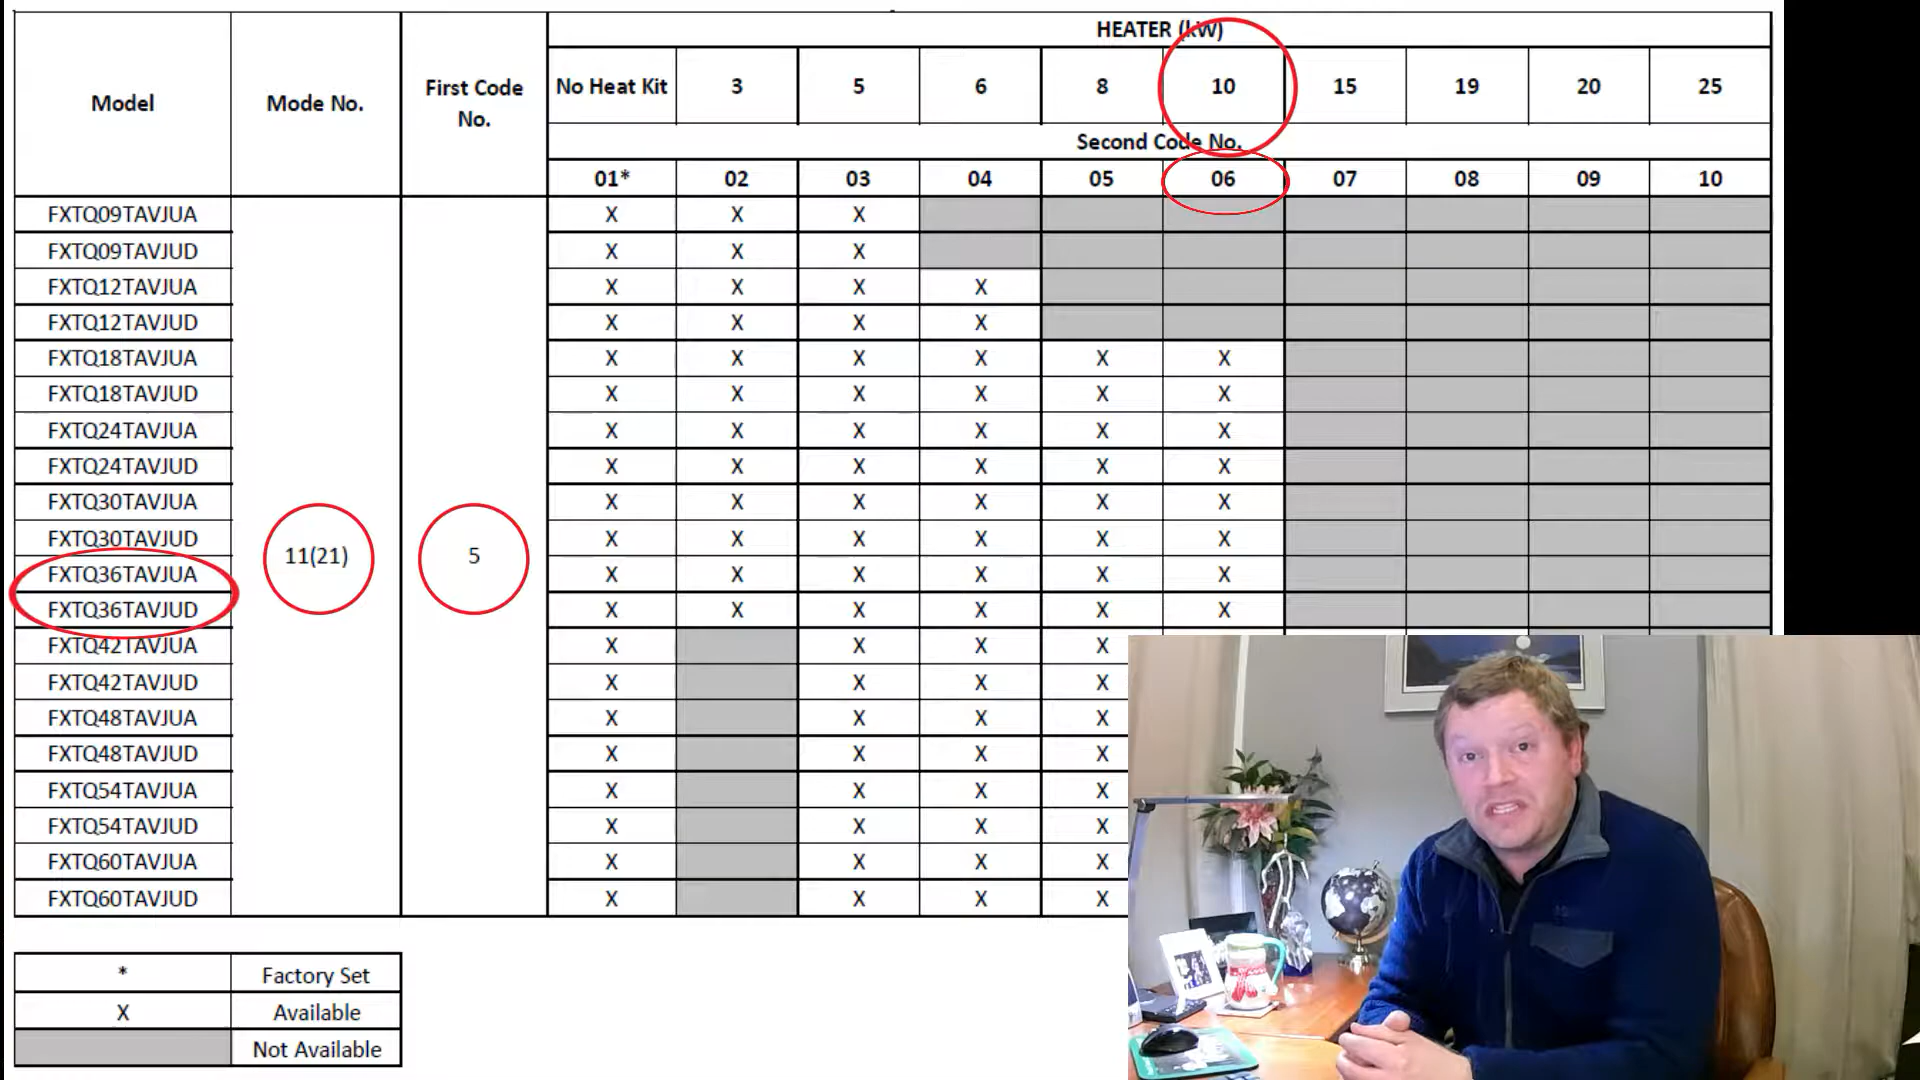 HEATER (kW)
Model Mode No. First Code No. No Heat Kit 3 5 6 8 10 15 19 20 25
Second Code No.
01* 02 03 04 05 06 07 08 09 10
FXTQ09TAVJUA X X X
FXTQ09TAVJUD X X X
FXTQ12TAVJUA X X X X
FXTQ12TAVJUD X X X X
FXTQ18TAVJUA X X X X X X
FXTQ18TAVJUD X X X X X X
FXTQ24TAVJUA X X X X X X
FXTQ24TAVJUD X X X X X X
FXTQ30TAVJUA X X X X X X
FXTQ30TAVJUD X X X X X X
11(21) 5
FXTQ36TAVJUA X X X X X X
FXTQ36TAVJUD X X X X X X
FXTQ42TAVJUA X X X X
FXTQ42TAVJUD X X X X
FXTQ48TAVJUA X X X X
FXTQ48TAVJUD X X X X
FXTQ54TAVJUA X X X X
FXTQ54TAVJUD X X X X
FXTQ60TAVJUA X X X X
FXTQ60TAVJUD X X X X
* Factory Set
X Available
Not Available